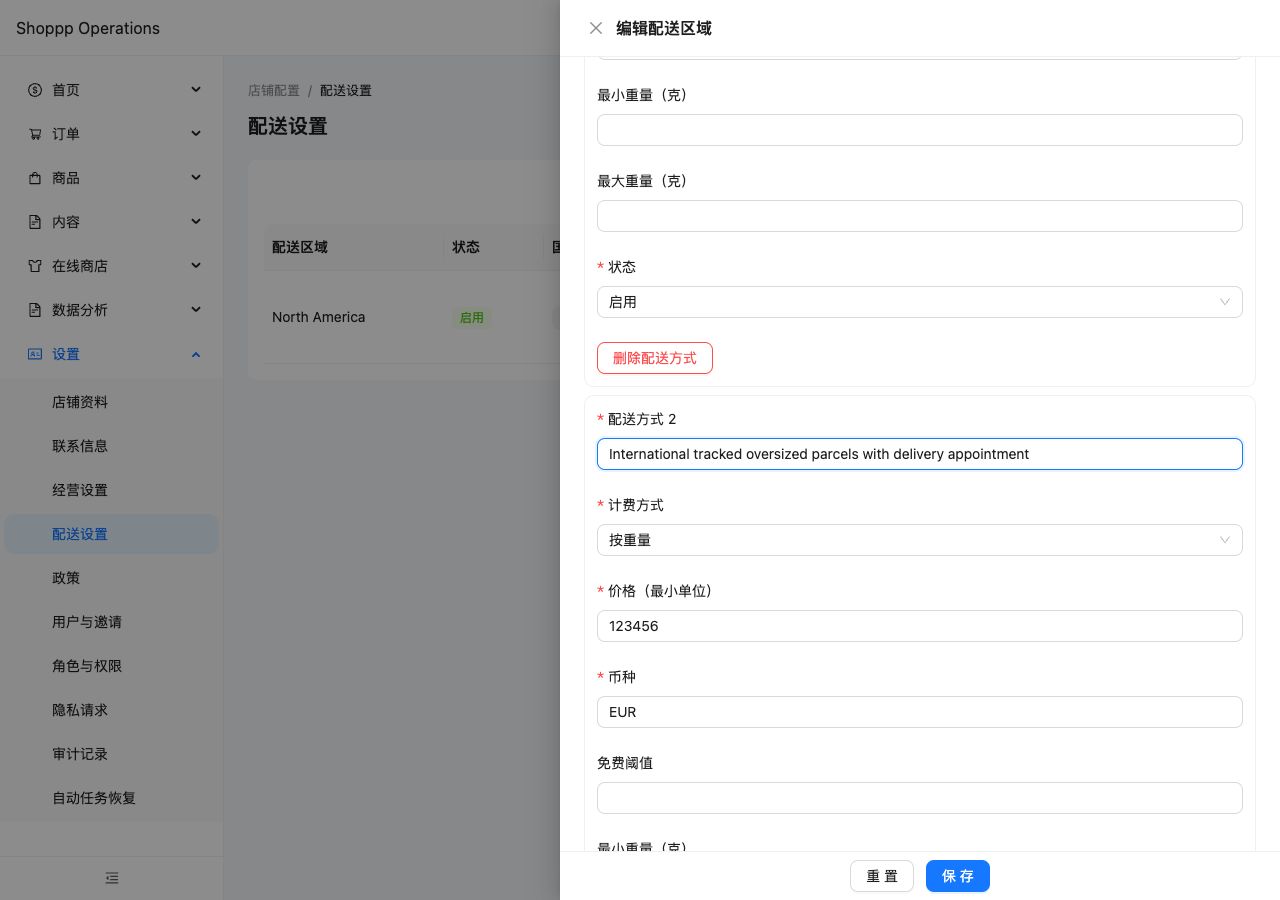 Shoppp Operations
编辑配送区域
首页
订单
商品
内容
在线商店
数据分析
设置
店铺资料
联系信息
经营设置
配送设置
政策
用户与邀请
角色与权限
隐私请求
审计记录
自动任务恢复
店铺配置 / 配送设置
配送设置
配送区域
状态
North America
启用
最小重量（克）
最大重量（克）
* 状态
启用
删除配送方式
* 配送方式 2
International tracked oversized parcels with delivery appointment
* 计费方式
按重量
* 价格（最小单位）
123456
* 币种
EUR
免费阈值
最小重量（克）
重 置
保 存